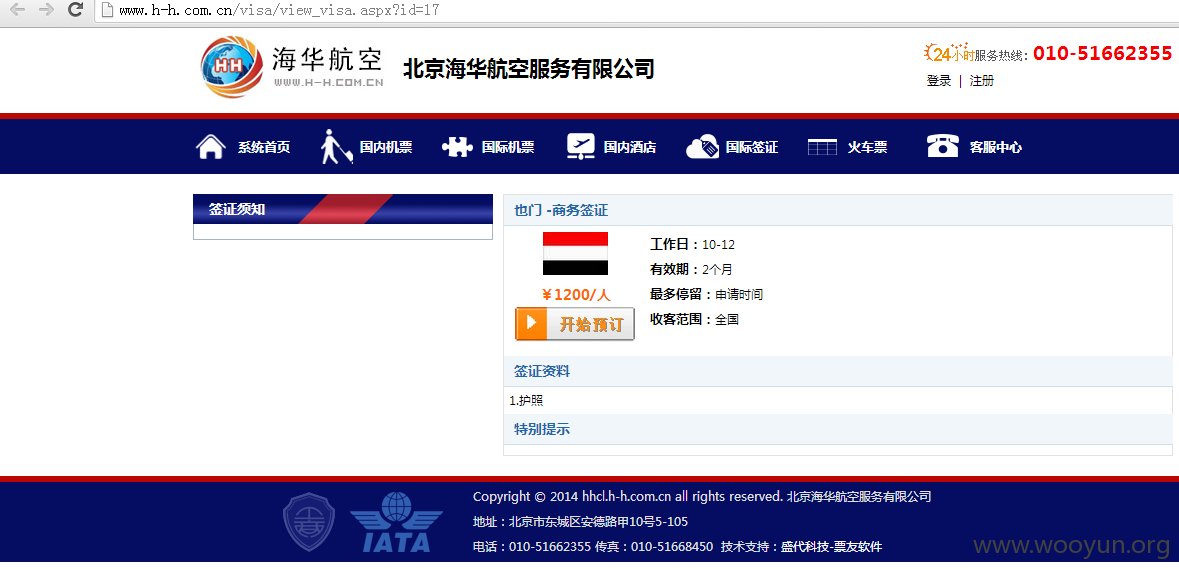 www.h-h.com.cn/visa/view_visa.aspx?id=17
海华航空
WWW.H-H.COM.CN
HH
北京海华航空服务有限公司
24小时服务热线：010-51662355
登录 | 注册
系统首页 国内机票 国际机票 国内酒店 国际签证 火车票 客服中心
签证须知
也门 -商务签证
工作日：10-12
有效期：2个月
¥1200/人
最多停留：申请时间
开始预订
收客范围：全国
签证资料
1.护照
特别提示
Copyright © 2014 hhcl.h-h.com.cn all rights reserved. 北京海华航空服务有限公司
地址：北京市东城区安德路甲10号5-105
IATA
电话：010-51662355 传真：010-51668450 技术支持：盛代科技-票友软件
www.wooyun.org